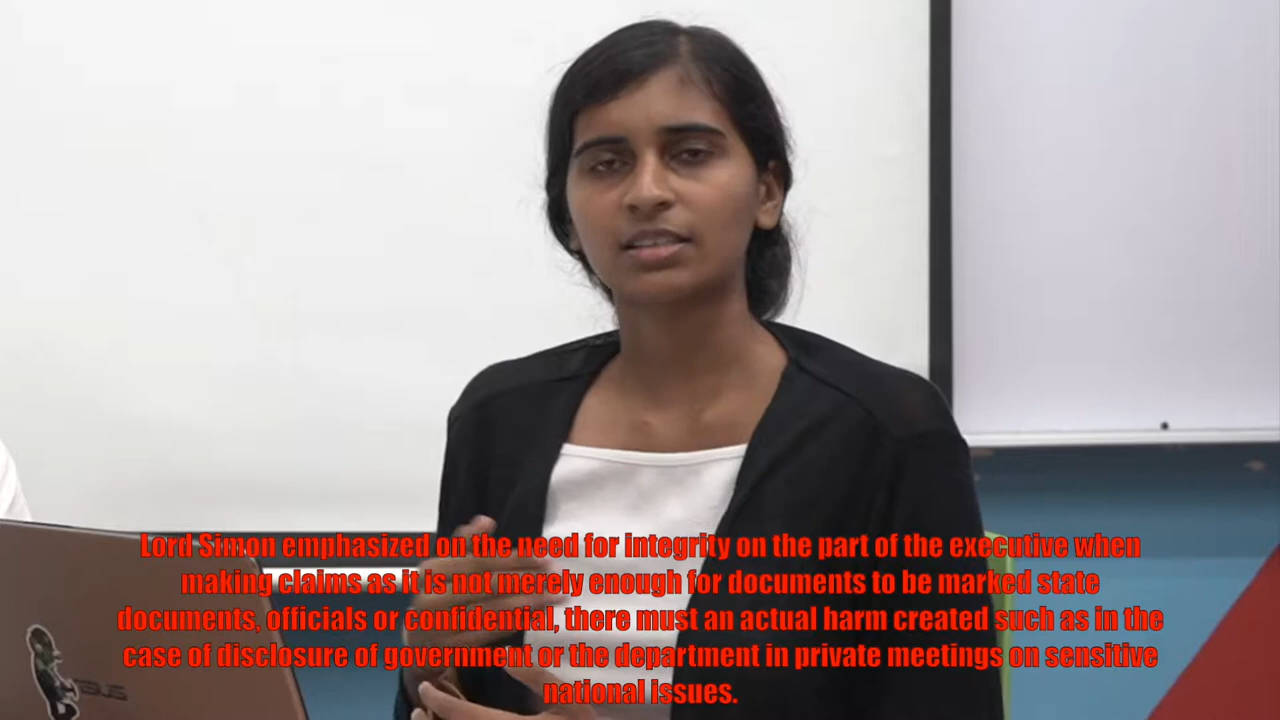 Lord Simon emphasized on the need for integrity on the part of the executive when
making claims as it is not merely enough for documents to be marked state
documents, officials or confidential, there must an actual harm created such as in the
case of disclosure of government or the department in private meetings on sensitive
national issues.
ASUS